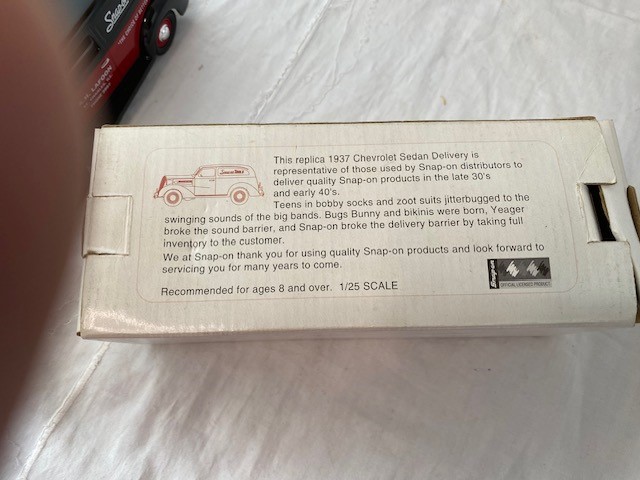 Snap-on
This replica 1937 Chevrolet Sedan Delivery is
representative of those used by Snap-on distributors to
deliver quality Snap-on products in the late 30's
and early 40's.
Teens in bobby socks and zoot suits jitterbugged to the
swinging sounds of the big bands. Bugs Bunny and bikinis were born, Yeager
broke the sound barrier, and Snap-on broke the delivery barrier by taking full
inventory to the customer.
We at Snap-on thank you for using quality Snap-on products and look forward to
servicing you for many years to come.
Recommended for ages 8 and over. 1/25 SCALE
Snap-on
OFFICIAL LICENSED PRODUCT